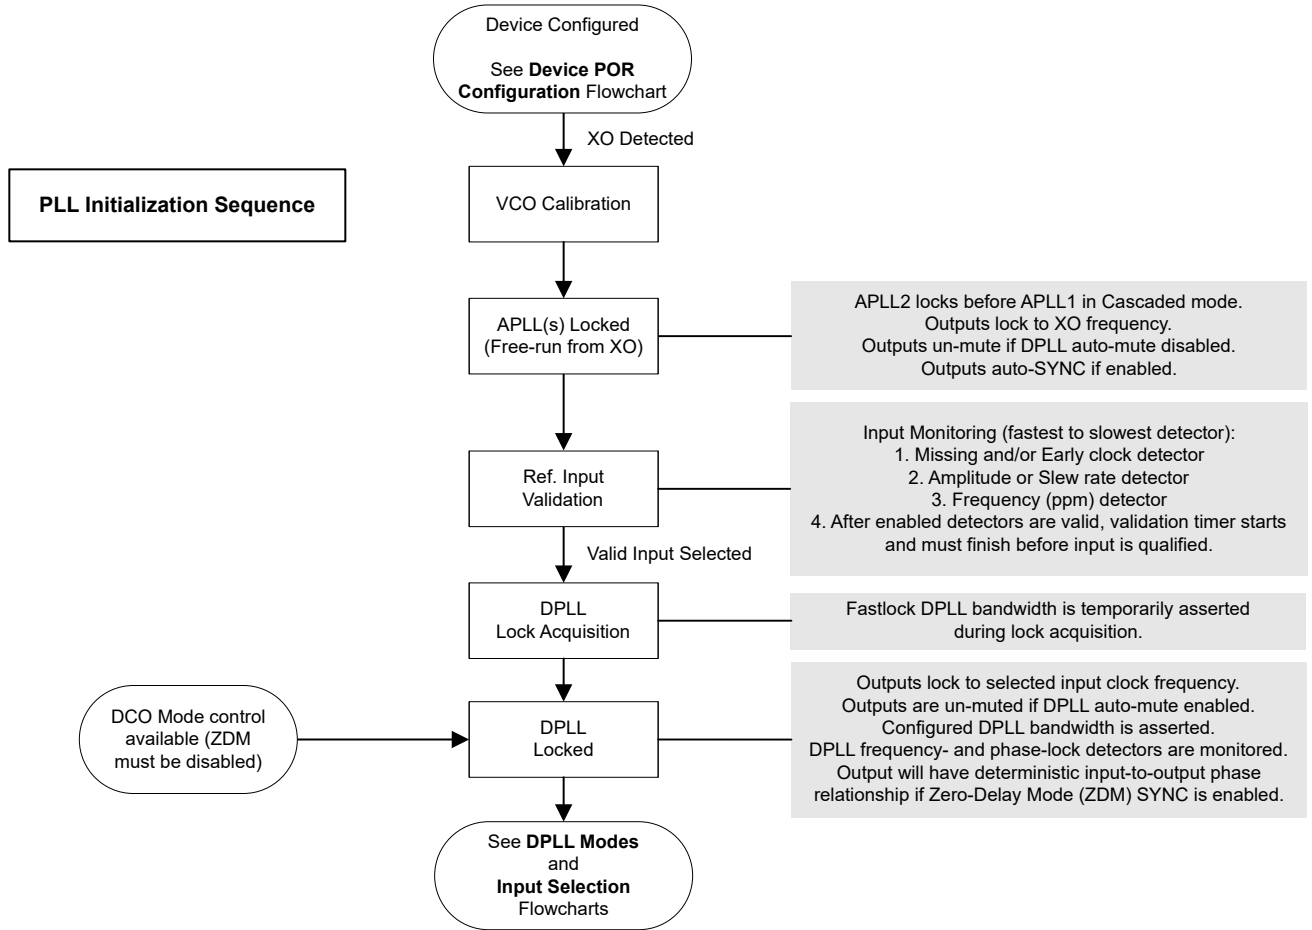 Device Configured
See Device POR
Configuration Flowchart
XO Detected
PLL Initialization Sequence
VCO Calibration
APLL(s) Locked
(Free-run from XO)
APLL2 locks before APLL1 in Cascaded mode.
Outputs lock to XO frequency.
Outputs un-mute if DPLL auto-mute disabled.
Outputs auto-SYNC if enabled.
Ref. Input
Validation
Input Monitoring (fastest to slowest detector):
1. Missing and/or Early clock detector
2. Amplitude or Slew rate detector
3. Frequency (ppm) detector
4. After enabled detectors are valid, validation timer starts
and must finish before input is qualified.
Valid Input Selected
DPLL
Lock Acquisition
Fastlock DPLL bandwidth is temporarily asserted
during lock acquisition.
DCO Mode control
available (ZDM
must be disabled)
DPLL
Locked
Outputs lock to selected input clock frequency.
Outputs are un-muted if DPLL auto-mute enabled.
Configured DPLL bandwidth is asserted.
DPLL frequency- and phase-lock detectors are monitored.
Output will have deterministic input-to-output phase
relationship if Zero-Delay Mode (ZDM) SYNC is enabled.
See DPLL Modes
and
Input Selection
Flowcharts